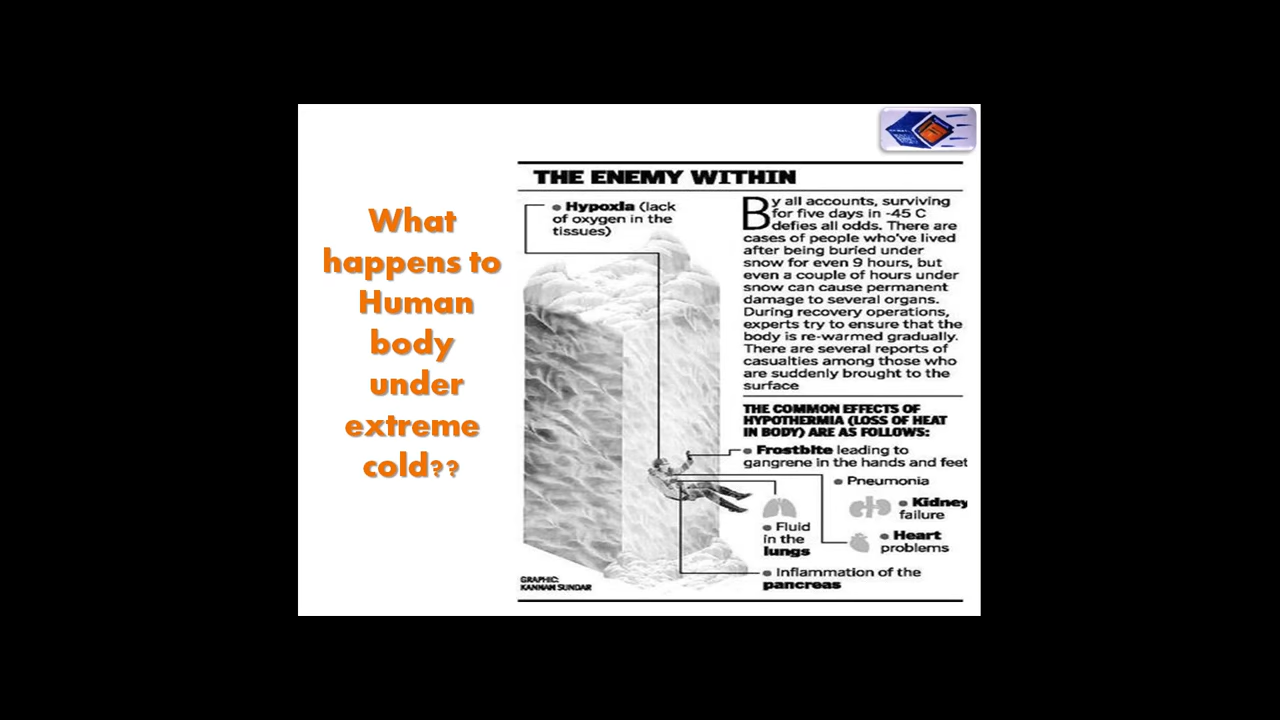 What
happens to
Human
body
under
extreme
cold??
THE ENEMY WITHIN
• Hypoxia (lack
of oxygen in the
tissues)
By all accounts, surviving
for five days in -45 C
defies all odds. There are
cases of people who've lived
after being buried under
snow for even 9 hours, but
even a couple of hours under
snow can cause permanent
damage to several organs.
During recovery operations,
experts try to ensure that the
body is re-warmed gradually.
There are several reports of
casualties among those who
are suddenly brought to the
surface
THE COMMON EFFECTS OF
HYPOTHERMIA (LOSS OF HEAT
IN BODY) ARE AS FOLLOWS:
• Frostbite leading to
gangrene in the hands and feet
• Pneumonia
• Kidney
failure
• Fluid
in the
lungs
• Heart
problems
• Inflammation of the
pancreas
GRAPHIC:
KANNAN SUNDAR